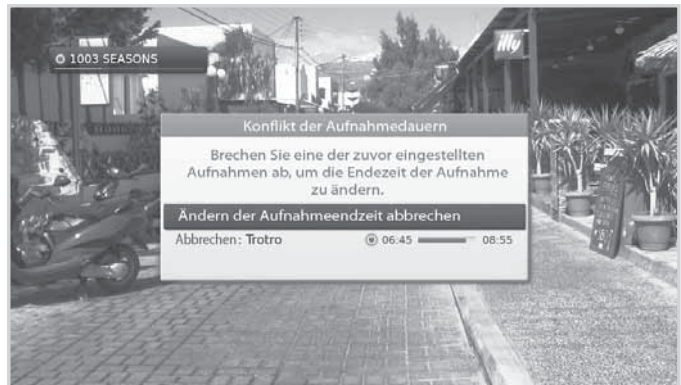 1003 SEASONS
illy
Konflikt der Aufnahmedauern
Brechen Sie eine der zuvor eingestellten
Aufnahmen ab, um die Endezeit der Aufnahme
zu ändern.
Ändern der Aufnahmeendzeit abbrechen
Abbrechen: Trotro 06:45 08:55